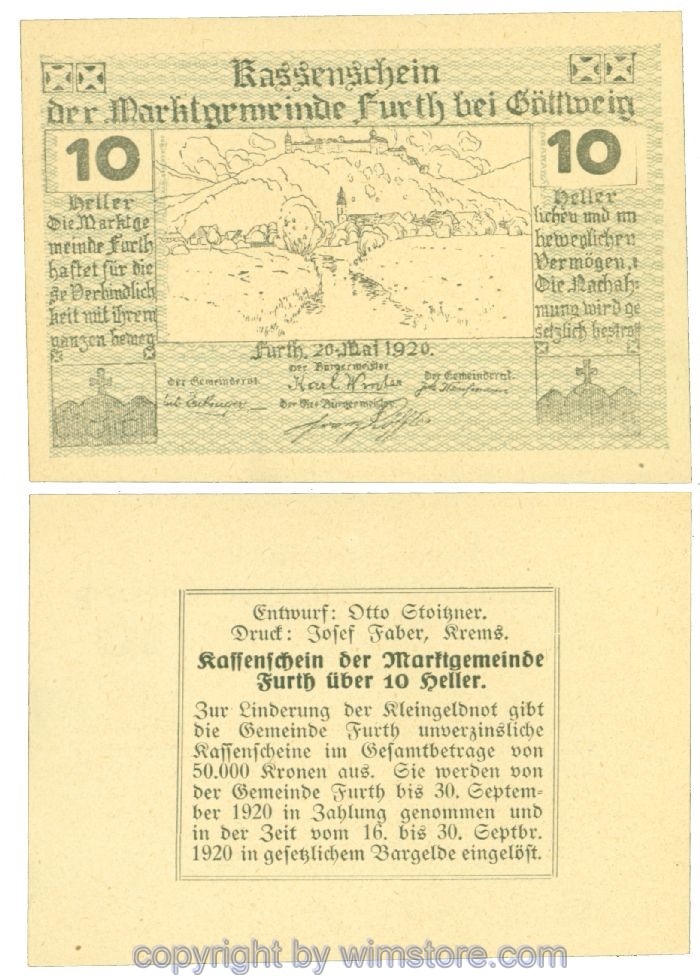 Kassenschein
der Marktgemeinde Furth bei Göttweig
10
Heller
Die Marktge
meinde Furth
haftet für die
se Verbindlich
keit mit ihrem
ganzen beweg
10
Heller
lichen und un
beweglichen
Vermögen.
Die Nachah-
mung wird ge
setzlich bestraft
Furth, 20. Mai 1920.
der Bürgermeister
Karl Winter
der Gemeinderat.
der Gemeinderat.
der Vize Bürgermeister
Entwurf: Otto Stoitzner.
Druck: Josef Faber, Krems.
Kassenschein der Marktgemeinde
Furth über 10 Heller.
Zur Linderung der Kleingeldnot gibt
die Gemeinde Furth unverzinsliche
Kassenscheine im Gesamtbetrage von
50.000 Kronen aus. Sie werden von
der Gemeinde Furth bis 30. Septem-
ber 1920 in Zahlung genommen und
in der Zeit vom 16. bis 30. Septbr.
1920 in gesetzlichem Bargelde eingelöst.
copyright by wimstore.com